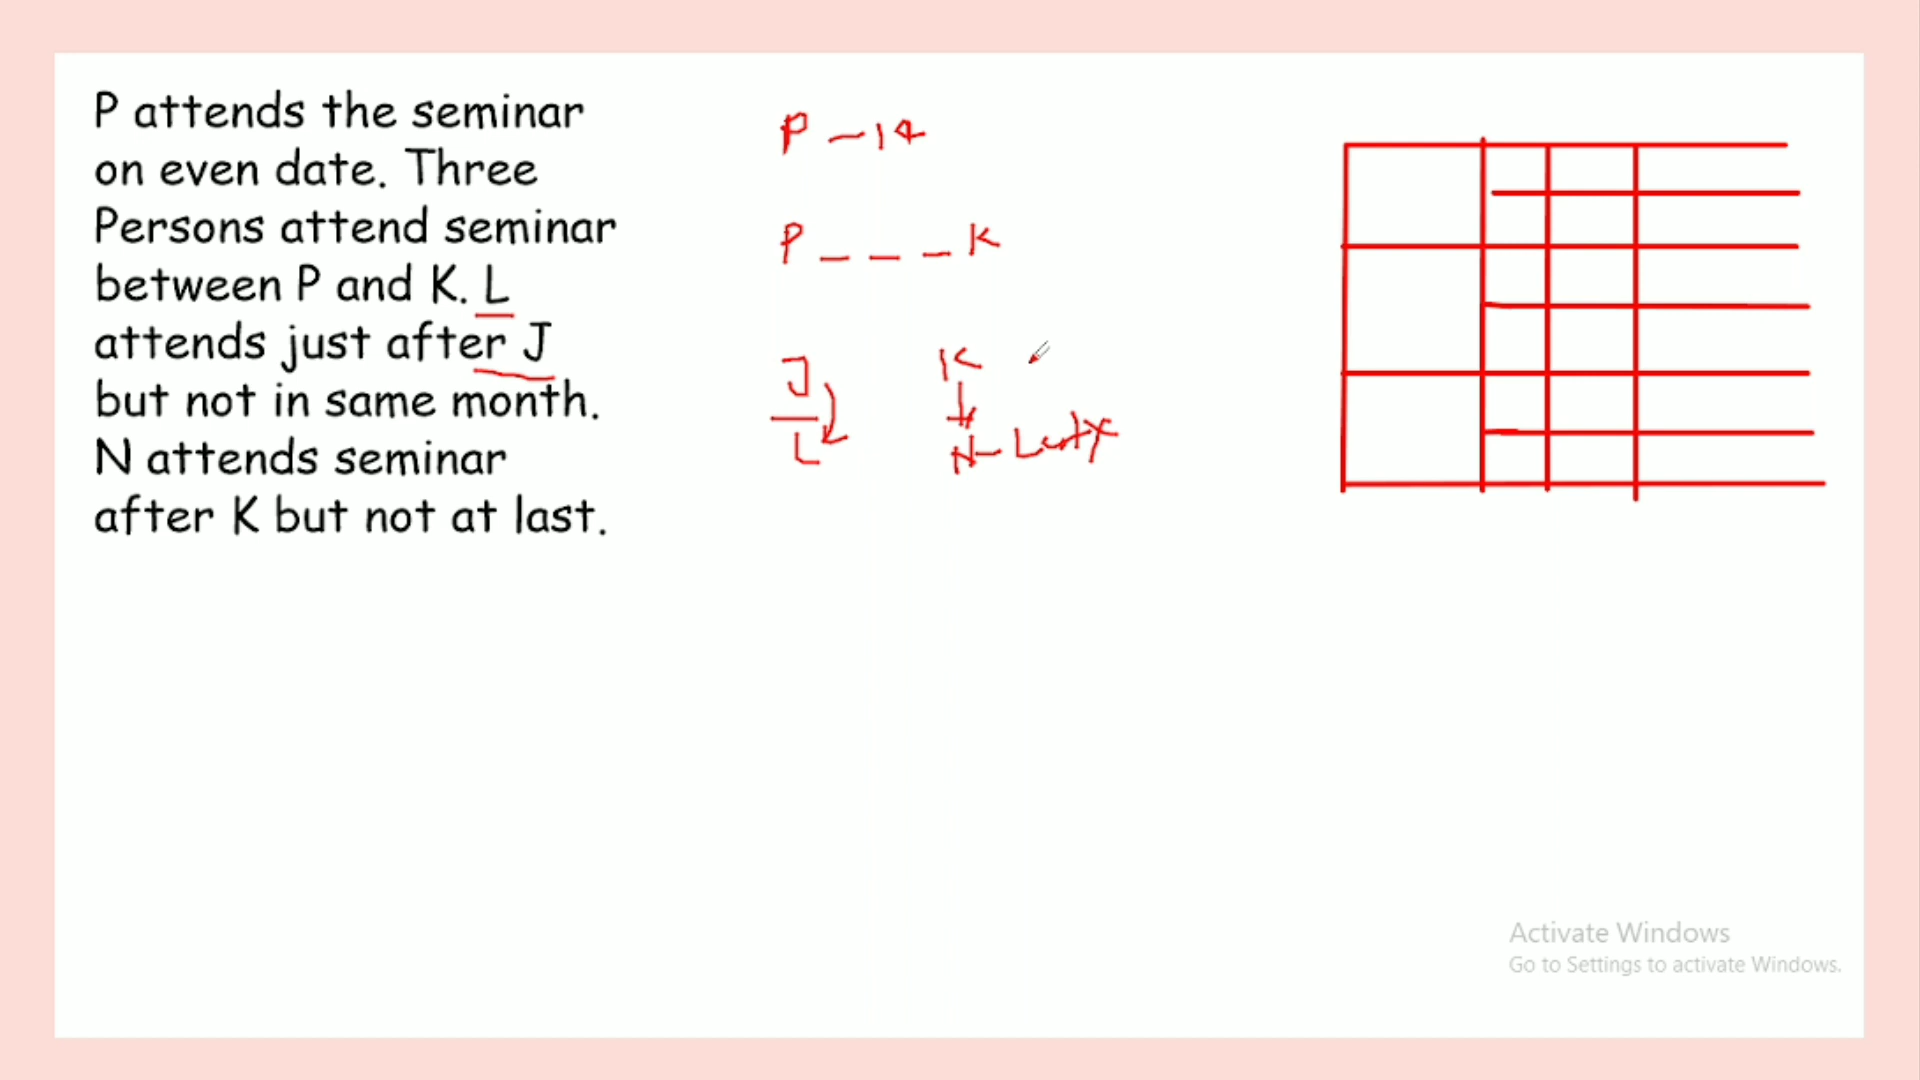 P attends the seminar
on even date. Three
Persons attend seminar
between P and K. L
attends just after J
but not in same month.
N attends seminar
after K but not at last.
P - 14
P _ _ _ K
J
L
K
N - Last X
Activate Windows
Go to Settings to activate Windows.